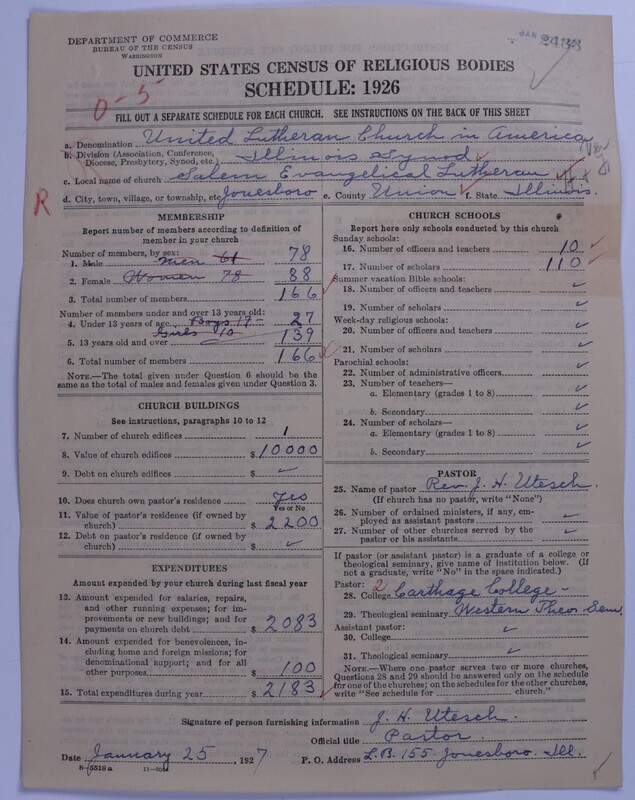 DEPARTMENT OF COMMERCE
BUREAU OF THE CENSUS
WASHINGTON
UNITED STATES CENSUS OF RELIGIOUS BODIES
SCHEDULE: 1926
0-5
FILL OUT A SEPARATE SCHEDULE FOR EACH CHURCH. SEE INSTRUCTIONS ON THE BACK OF THIS SHEET
a. Denomination United Lutheran Church in America
b. Division (Association, Conference, Diocese, Presbytery, Synod, etc.) Illinois Synod
c. Local name of church Salem Evangelical Lutheran
d. City, town, village, or township, etc Jonesboro e. County Union f. State Illinois.
R
MEMBERSHIP
Report number of members according to definition of
member in your church
Number of members, by sex:
1. Male Men 61 78
2. Female Woman 78 88
3. Total number of members 166
Number of members under and over 13 years old:
4. Under 13 years of age Boys 17- 27
Girls 10
5. 13 years old and over 139
6. Total number of members 166
NOTE.—The total given under Question 6 should be the
same as the total of males and females given under Question 3.
CHURCH BUILDINGS
See instructions, paragraphs 10 to 12
7. Number of church edifices 1
8. Value of church edifices $ 10000
9. Debt on church edifices $
10. Does church own pastor's residence yes
Yes or No
11. Value of pastor's residence (if owned by
church) $ 2200
12. Debt on pastor's residence (if owned by
church) $
EXPENDITURES
Amount expended by your church during last fiscal year
13. Amount expended for salaries, repairs,
and other running expenses; for im-
provements or new buildings; and for
payments on church debt $ 2083
14. Amount expended for benevolences, in-
cluding home and foreign missions; for
denominational support; and for all
other purposes $ 100
15. Total expenditures during year $ 2183
CHURCH SCHOOLS
Report here only schools conducted by this church
Sunday schools:
16. Number of officers and teachers 10
17. Number of scholars 110
Summer vacation Bible schools:
18. Number of officers and teachers
19. Number of scholars
Week-day religious schools:
20. Number of officers and teachers
21. Number of scholars
Parochial schools:
22. Number of administrative officers
23. Number of teachers—
a. Elementary (grades 1 to 8)
b. Secondary
24. Number of scholars—
a. Elementary (grades 1 to 8)
b. Secondary
PASTOR
25. Name of pastor Rev. J. H. Utesch.
(If church has no pastor, write "None")
26. Number of ordained ministers, if any, em-
ployed as assistant pastors
27. Number of other churches served by the
pastor or his assistants
If pastor (or assistant pastor) is a graduate of a college or
theological seminary, give name of institution below. (If
not a graduate, write "No" in the space indicated.)
Pastor: 2
28. College Carthage College-
29. Theological seminary Western Theo Sem.
Assistant pastor:
30. College
31. Theological seminary
NOTE.—Where one pastor serves two or more churches,
Questions 28 and 29 should be answered only on the schedule
for one of the churches; on the schedules for the other churches,
write "See schedule for church."
Signature of person furnishing information J. H. Utesch.
Official title Pastor
Date January 25, 1927 P. O. Address L.B. 155. Jonesboro. Ill.